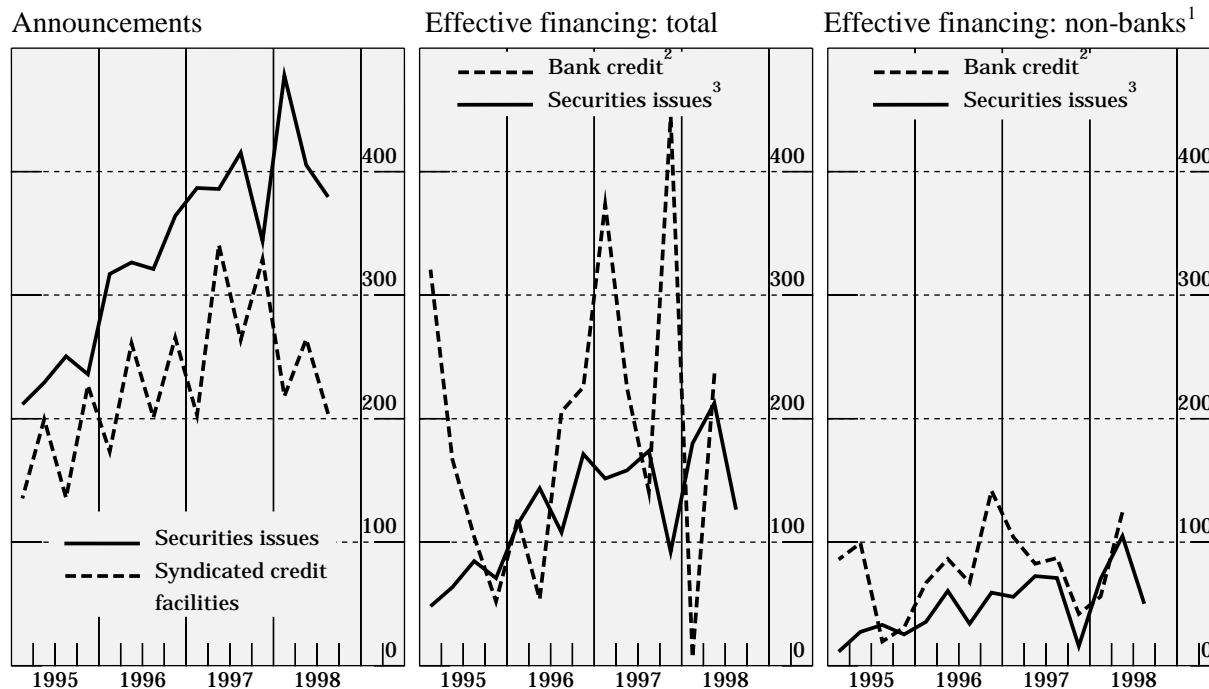 Announcements
Securities issues
Syndicated credit
facilities
400
300
200
100
0
1995 1996 1997 1998
Effective financing: total
Bank credit²
Securities issues³
400
300
200
100
0
1995 1996 1997 1998
Effective financing: non-banks¹
Bank credit²
Securities issues³
400
300
200
100
0
1995 1996 1997 1998